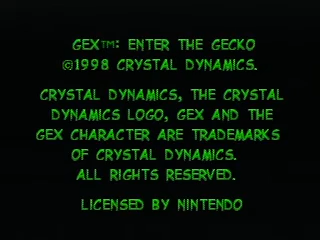 GEX™: ENTER THE GECKO
©1998 CRYSTAL DYNAMICS.
CRYSTAL DYNAMICS, THE CRYSTAL
DYNAMICS LOGO, GEX AND THE
GEX CHARACTER ARE TRADEMARKS
OF CRYSTAL DYNAMICS.
ALL RIGHTS RESERVED.
LICENSED BY NINTENDO